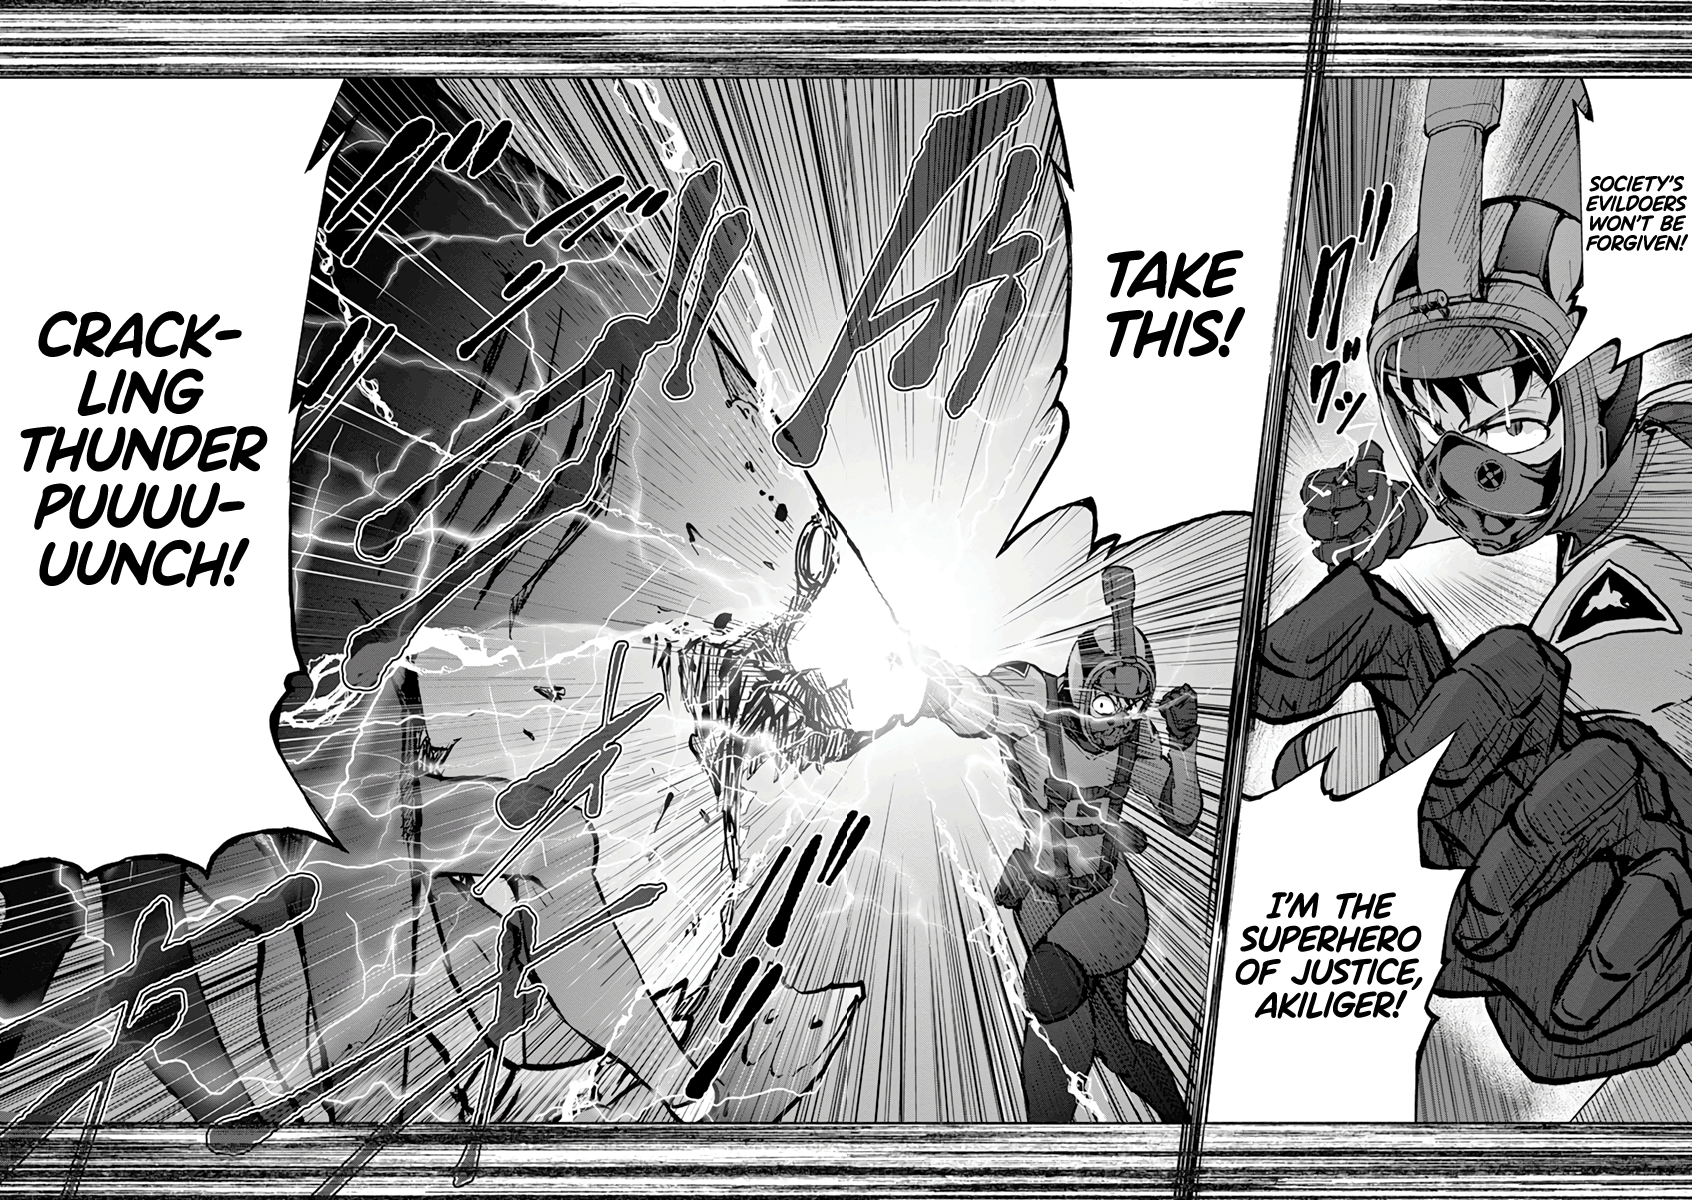 SOCIETY'S
EVILDOERS
WON'T BE
FORGIVEN!
I'M THE
SUPERHERO
OF JUSTICE,
AKILIGER!
TAKE
THIS!
CRACK-
LING
THUNDER
PUUUU-
UUNCH!